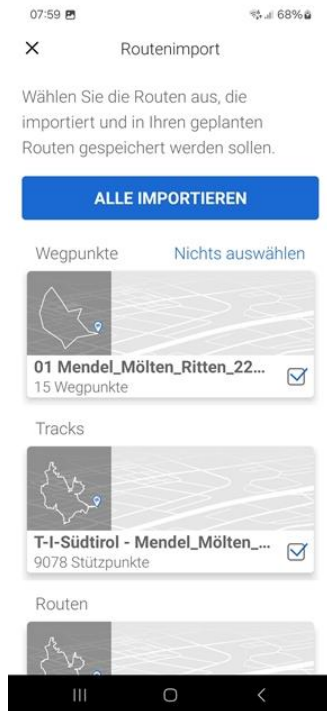 07:59 68%
Routenimport
Wählen Sie die Routen aus, die
importiert und in Ihren geplanten
Routen gespeichert werden sollen.
ALLE IMPORTIEREN
Wegpunkte Nichts auswählen
01 Mendel_Mölten_Ritten_22...
15 Wegpunkte
Tracks
T-I-Südtirol - Mendel_Mölten_...
9078 Stützpunkte
Routen